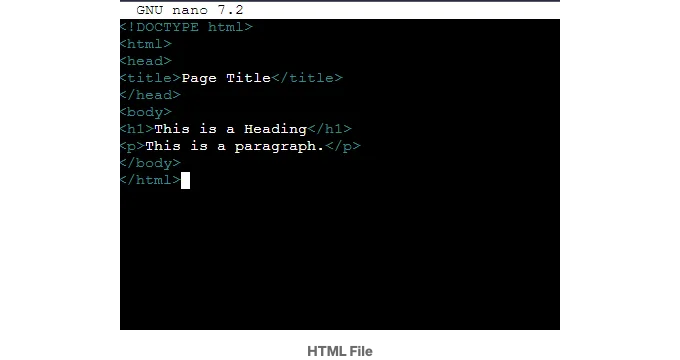 GNU nano 7.2
<!DOCTYPE html>
<html>
<head>
<title>Page Title</title>
</head>
<body>
<h1>This is a Heading</h1>
<p>This is a paragraph.</p>
</body>
</html>
HTML File